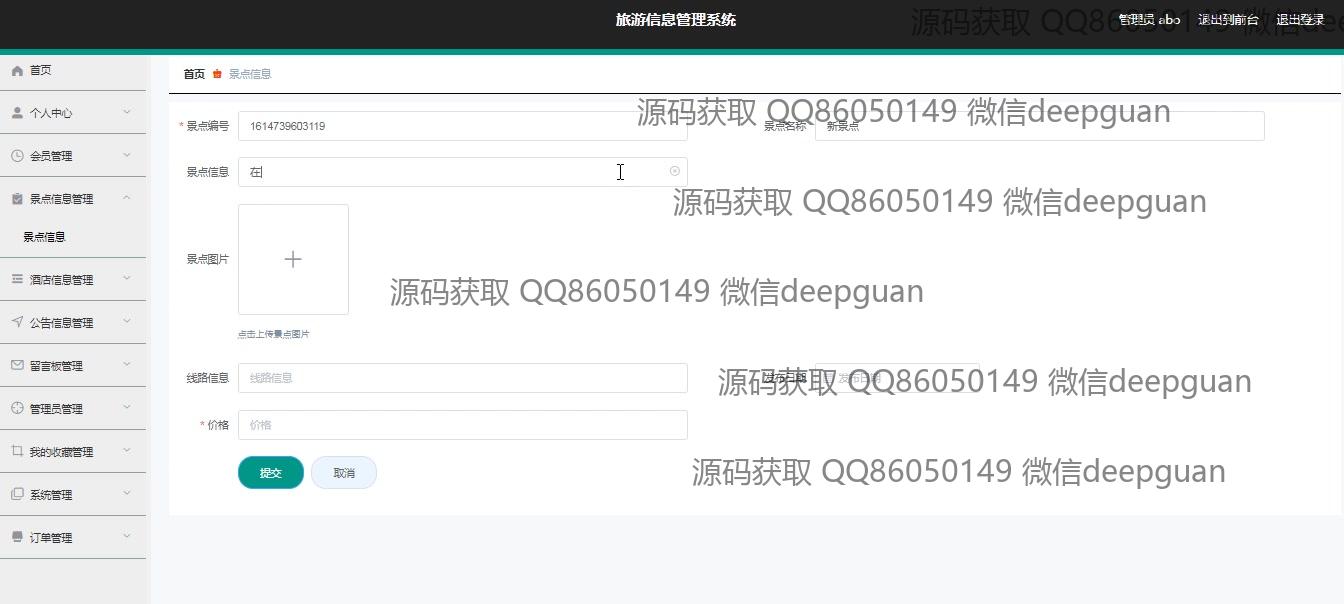 旅游信息管理系统
源码获取 QQ86050149 微信dee
管理员 abo 退出到前台 退出登录
首页
个人中心
会员管理
景点信息管理
景点信息
酒店信息管理
公告信息管理
留言板管理
管理员管理
我的收藏管理
系统管理
订单管理
首页 景点信息
源码获取 QQ86050149 微信deepguan
* 景点编号 1614739603119
景点名称 新景点
景点信息 在
源码获取 QQ86050149 微信deepguan
景点图片
源码获取 QQ86050149 微信deepguan
点击上传景点图片
线路信息 线路信息
发布日期 发布日期
源码获取 QQ86050149 微信deepguan
* 价格 价格
提交 取消
源码获取 QQ86050149 微信deepguan